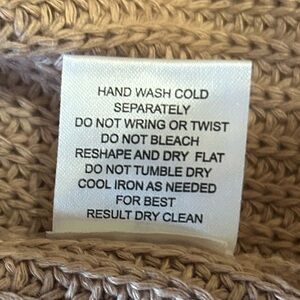 HAND WASH COLD
SEPARATELY
DO NOT WRING OR TWIST
DO NOT BLEACH
RESHAPE AND DRY FLAT
DO NOT TUMBLE DRY
COOL IRON AS NEEDED
FOR BEST
RESULT DRY CLEAN